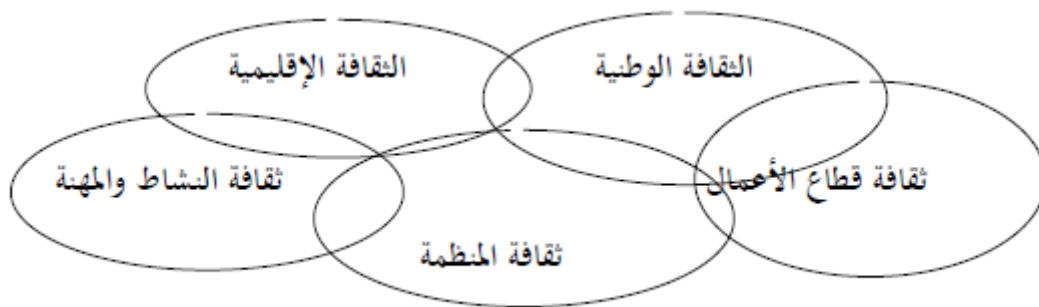 الثقافة الوطنية
الثقافة الإقليمية
ثقافة قطاع الأعمال
ثقافة النشاط والمهنة
ثقافة المنظمة